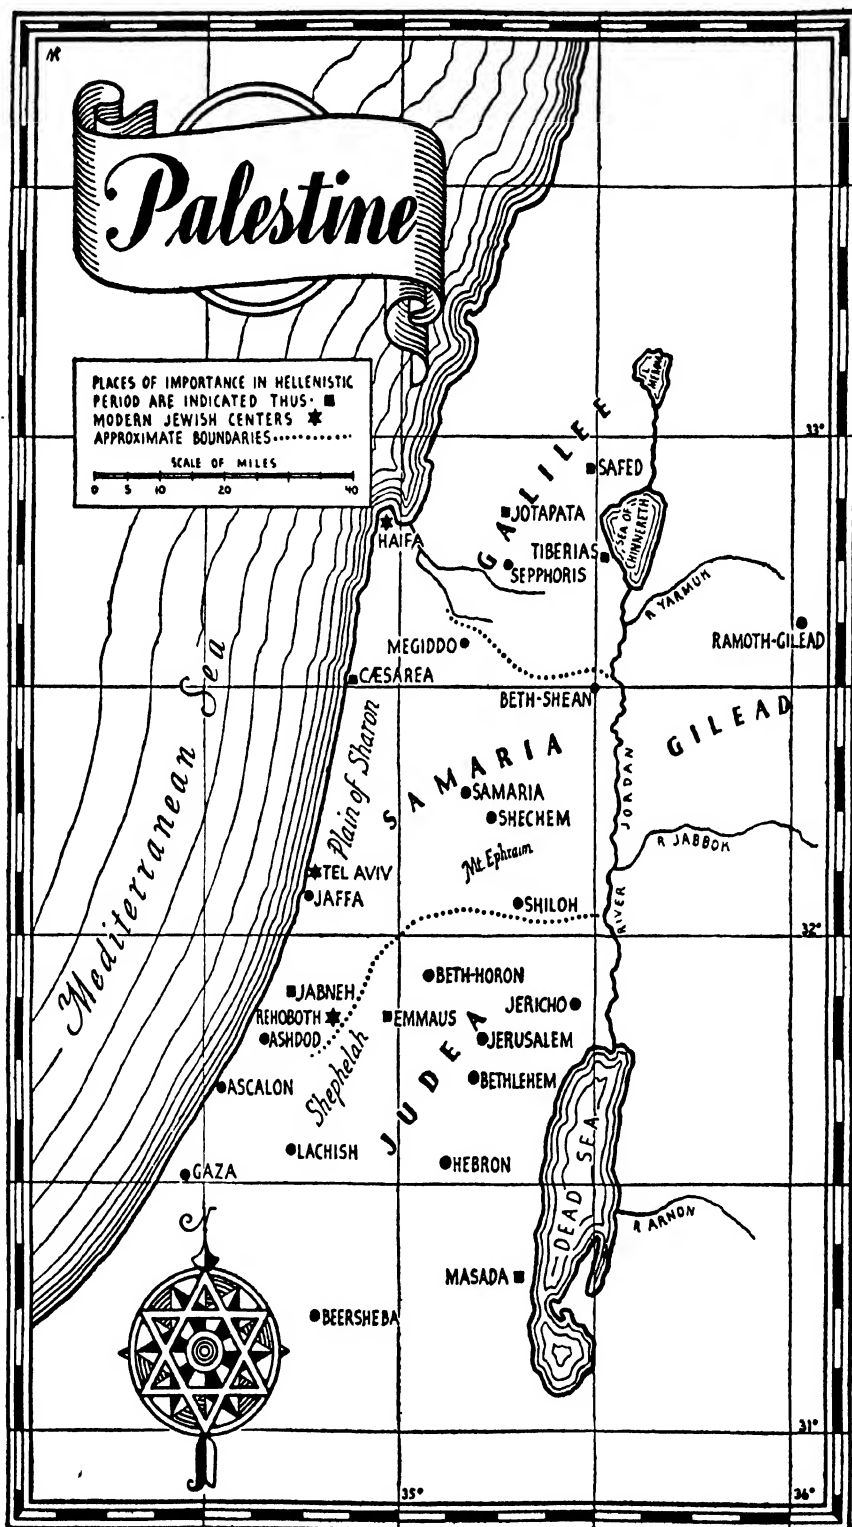 Palestine
PLACES OF IMPORTANCE IN HELLENISTIC
PERIOD ARE INDICATED THUS·
MODERN JEWISH CENTERS
APPROXIMATE BOUNDARIES
SCALE OF MILES
0 5 10 20 40
L. MEROM
GALILEE
33°
SAFED
JOTAPATA
SEA OF
CHINNERETH
HAIFA
TIBERIAS
SEPPHORIS
R YARMUK
RAMOTH-GILEAD
MEGIDDO
CÆSAREA
BETH-SHEAN
Mediterranean Sea
Plain of Sharon
SAMARIA
GILEAD
SAMARIA
SHECHEM
RIVER JORDAN
R JABBOK
Mt. Ephraim
TEL AVIV
JAFFA
SHILOH
32°
BETH-HORON
JABNEH
JERICHO
REHOBOTH
EMMAUS
ASHDOD
JERUSALEM
JUDEA
Shephelah
ASCALON
BETHLEHEM
LACHISH
HEBRON
GAZA
DEAD SEA
R ARNON
N
MASADA
BEERSHEBA
31°
35°
36°